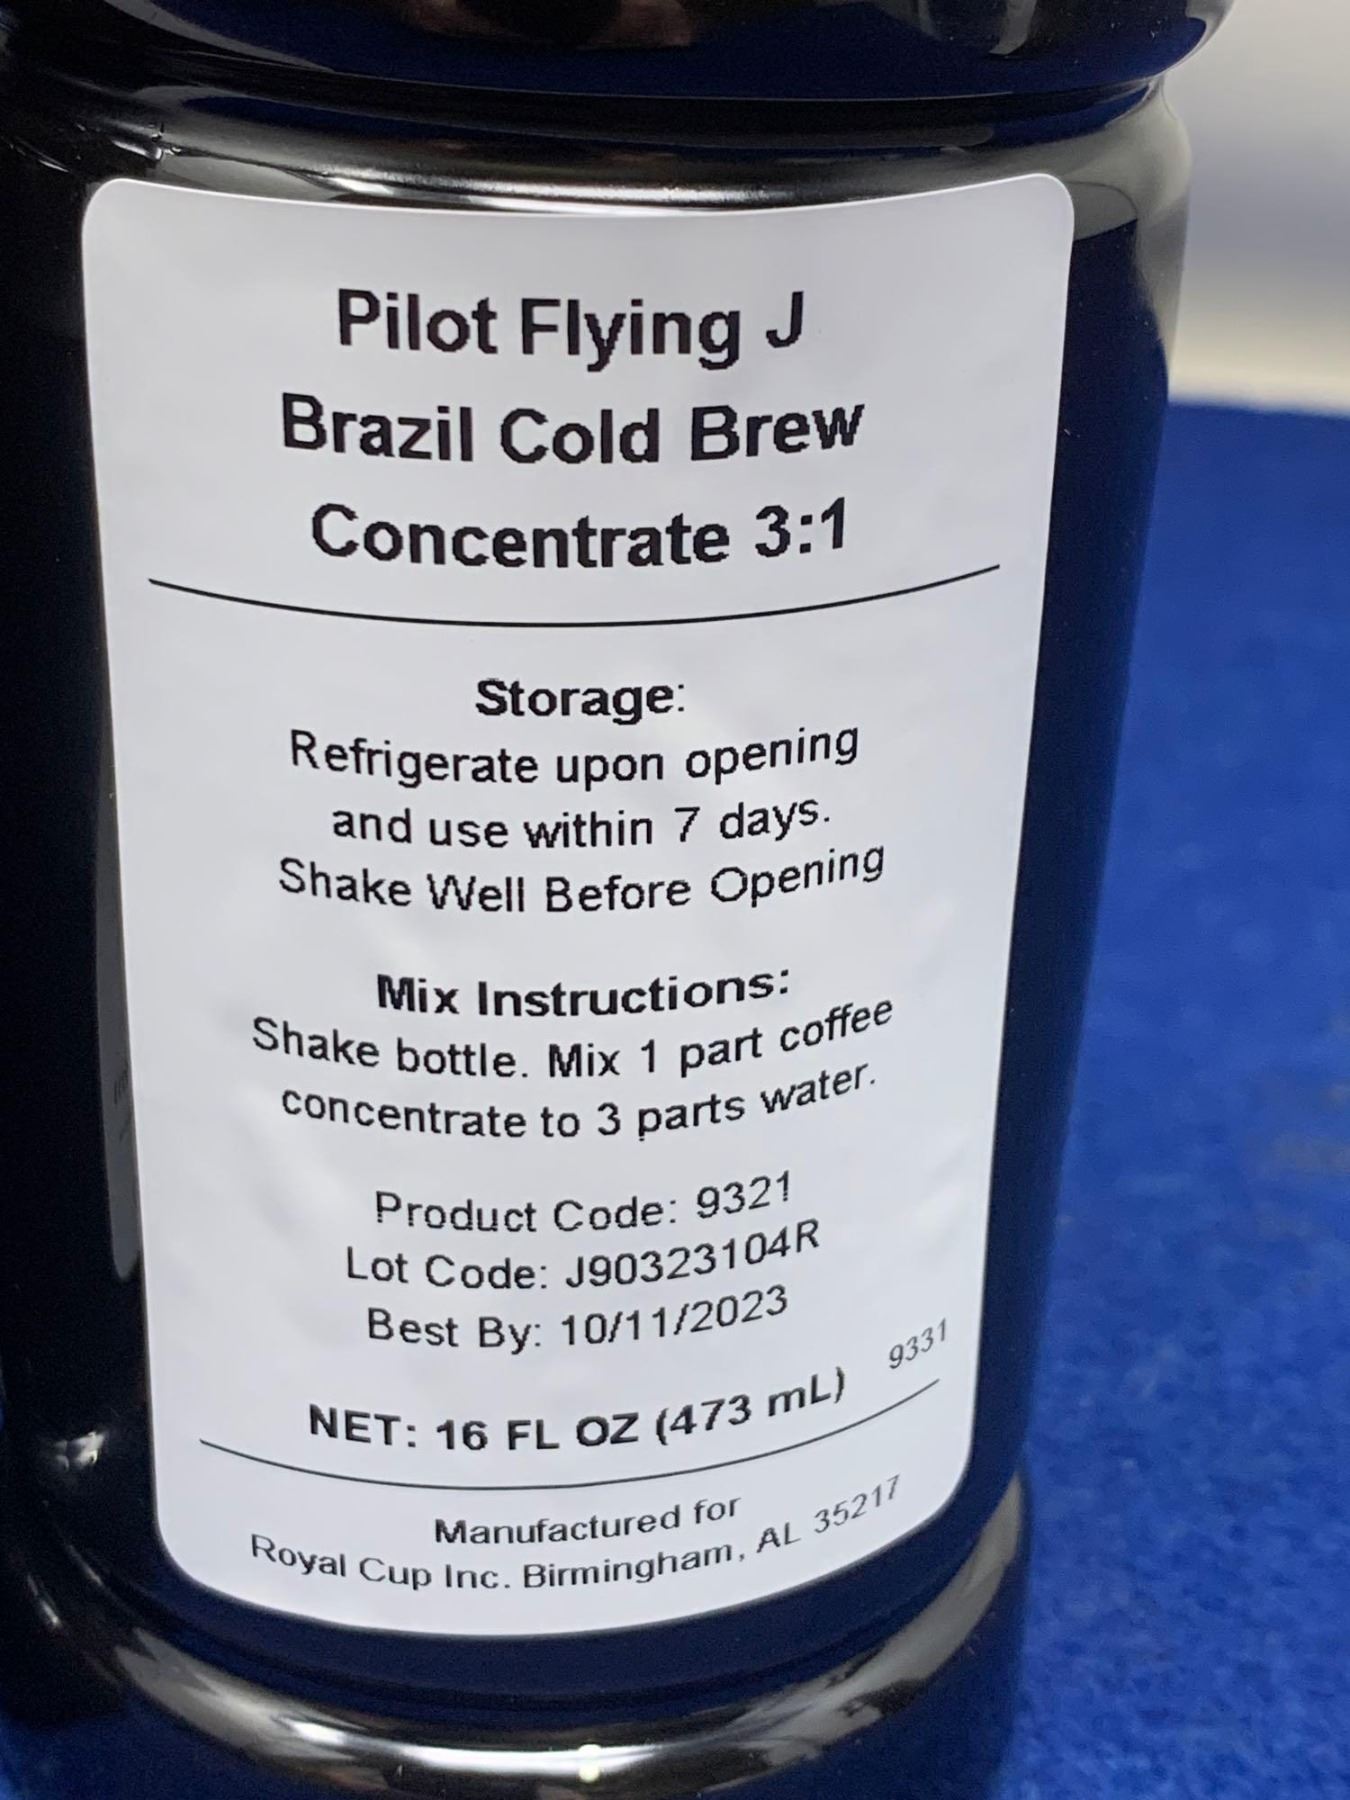 Pilot Flying J
Brazil Cold Brew
Concentrate 3:1
Storage:
Refrigerate upon opening
and use within 7 days.
Shake Well Before Opening
Mix Instructions:
Shake bottle. Mix 1 part coffee
concentrate to 3 parts water.
Product Code: 9321
Lot Code: J90323104R
Best By: 10/11/2023
9331
NET: 16 FL OZ (473 mL)
Manufactured for
Royal Cup Inc. Birmingham, AL 35217